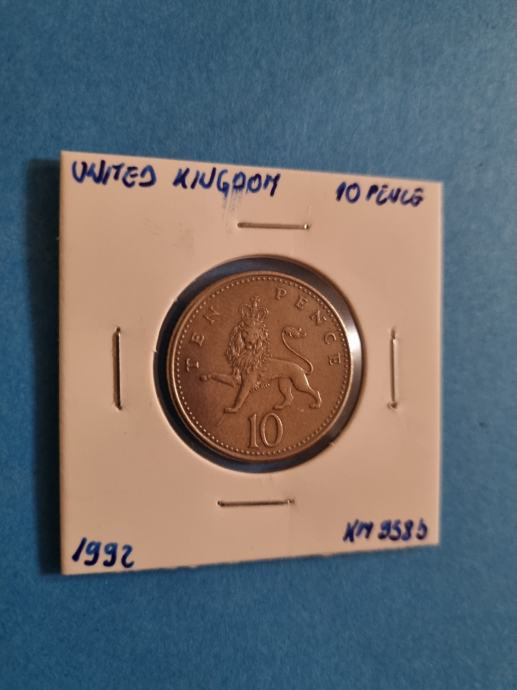 UNITED KINGDOM
10 PENCE
TEN PENCE
10
1992
KM 938b